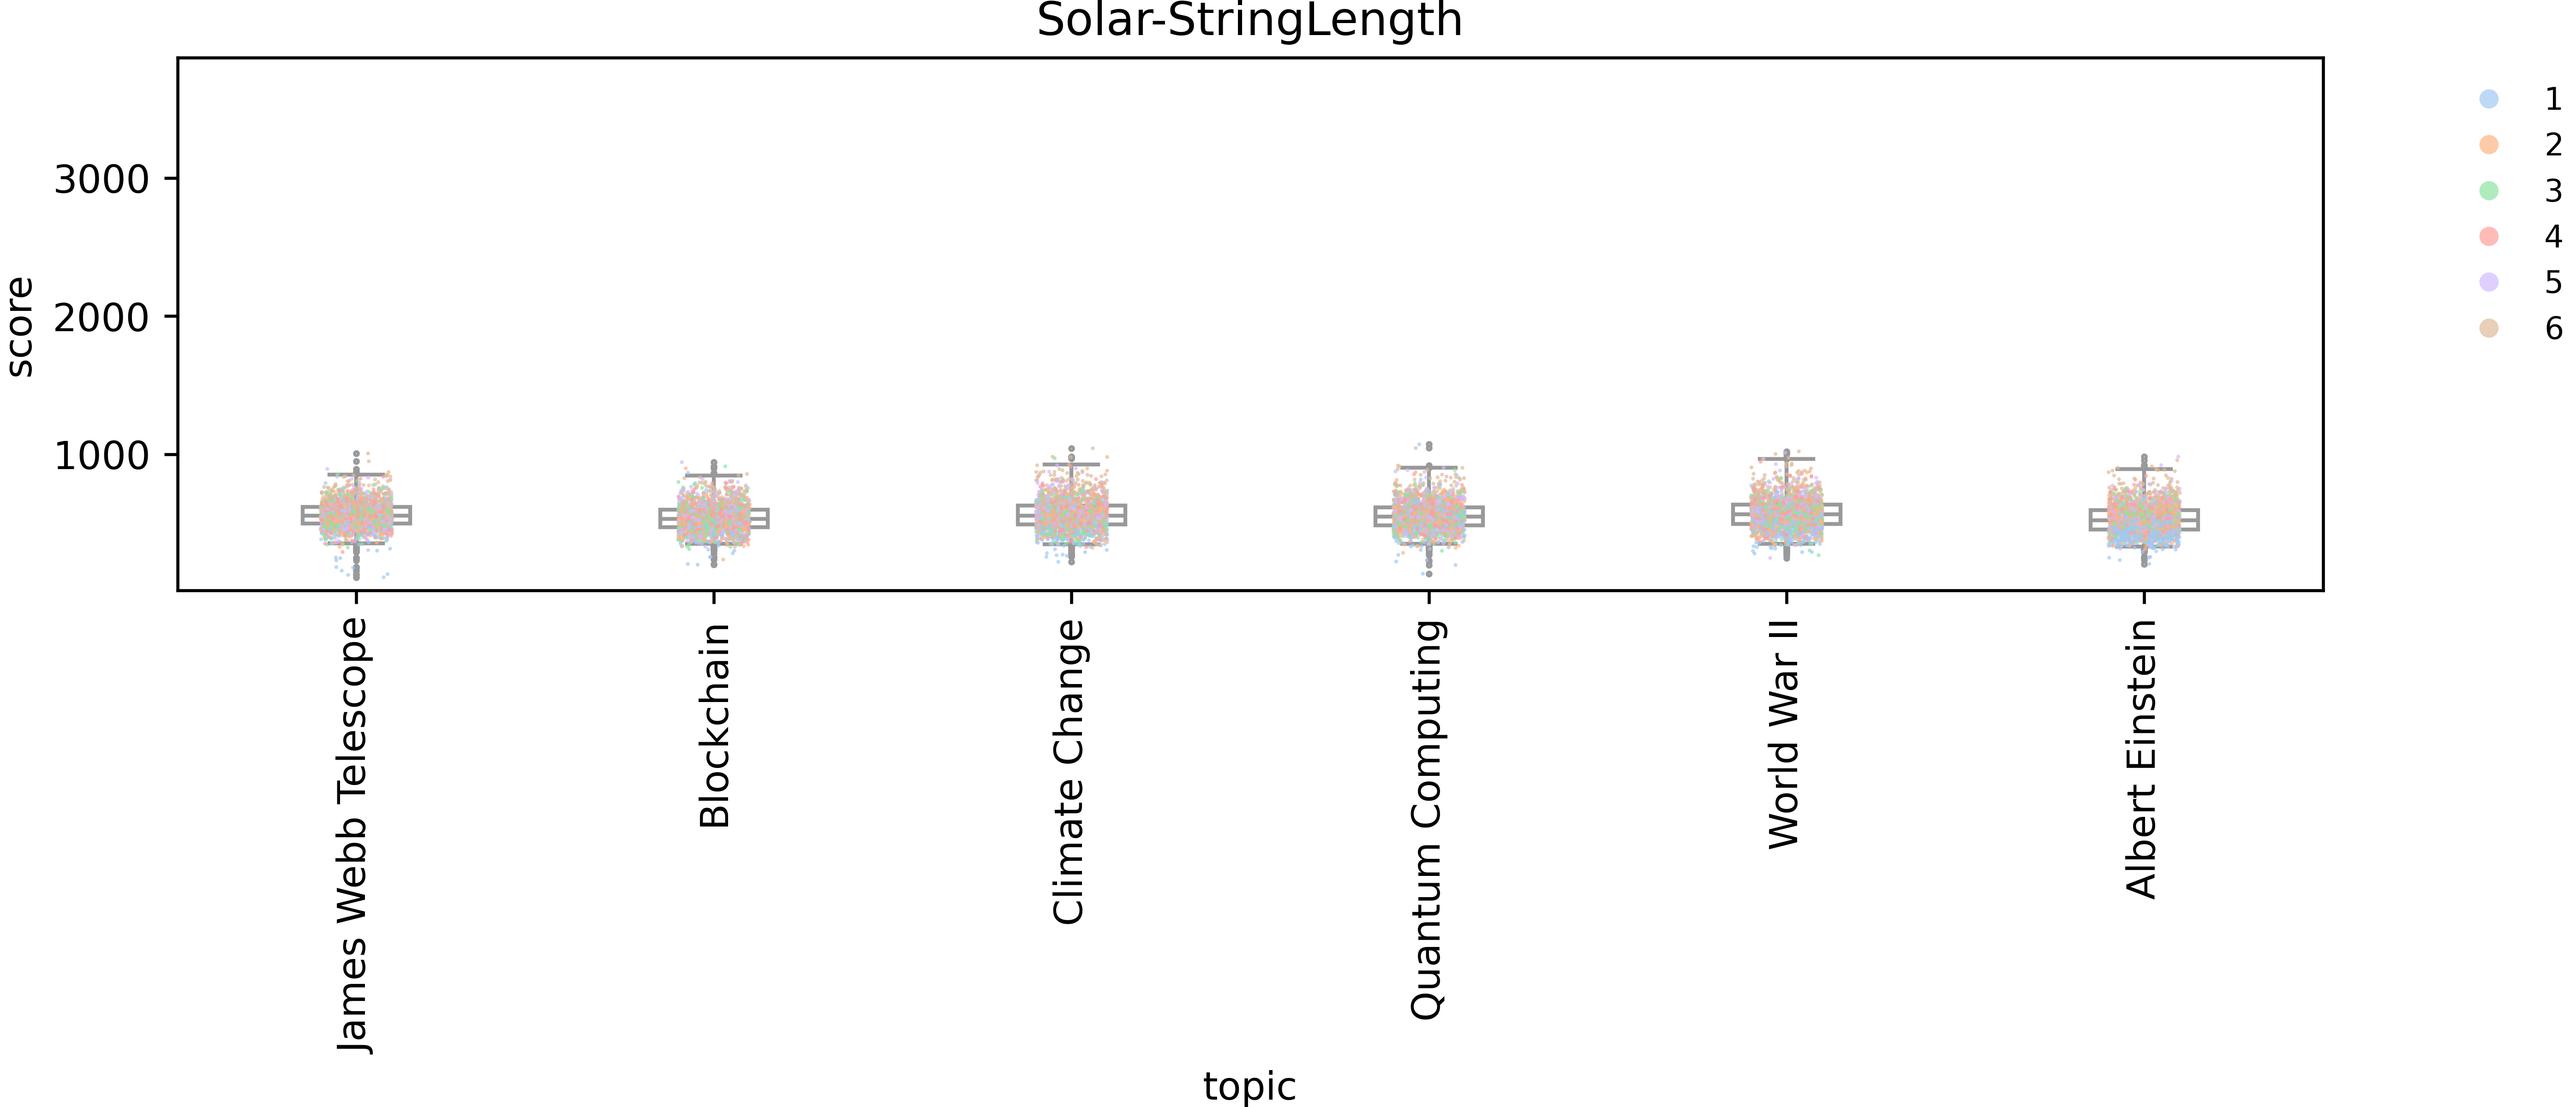 Solar-StringLength
score
3000
2000
1000
1
2
3
4
5
6
James Webb Telescope
Blockchain
Climate Change
Quantum Computing
World War II
Albert Einstein
topic